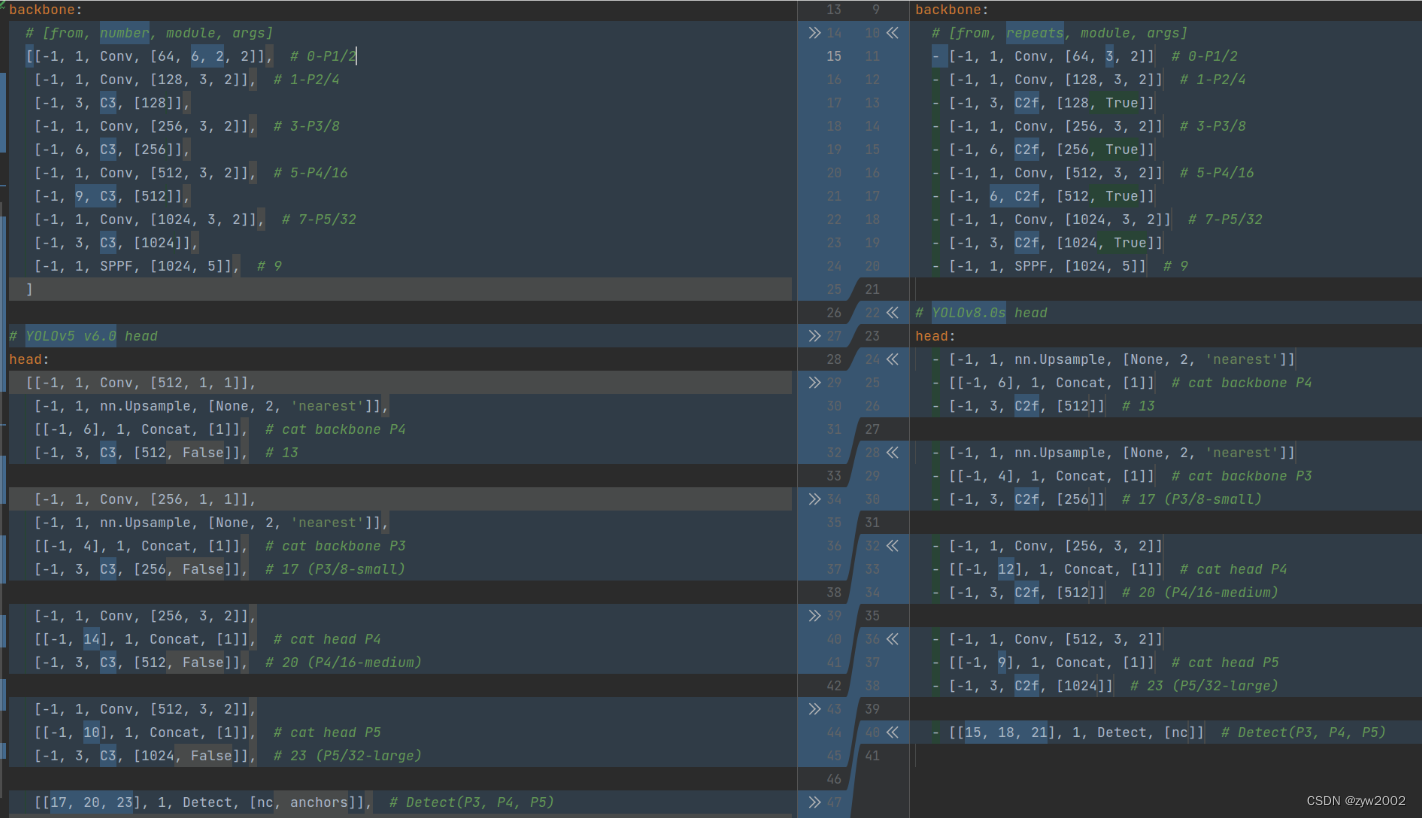 backbone:
# [from, number, module, args]
[[-1, 1, Conv, [64, 6, 2, 2]],  # 0-P1/2
[-1, 1, Conv, [128, 3, 2]],  # 1-P2/4
[-1, 3, C3, [128]],
[-1, 1, Conv, [256, 3, 2]],  # 3-P3/8
[-1, 6, C3, [256]],
[-1, 1, Conv, [512, 3, 2]],  # 5-P4/16
[-1, 9, C3, [512]],
[-1, 1, Conv, [1024, 3, 2]],  # 7-P5/32
[-1, 3, C3, [1024]],
[-1, 1, SPPF, [1024, 5]],  # 9
]
# YOLOv5 v6.0 head
head:
[[-1, 1, Conv, [512, 1, 1]],
[-1, 1, nn.Upsample, [None, 2, 'nearest']],
[[-1, 6], 1, Concat, [1]],  # cat backbone P4
[-1, 3, C3, [512, False]],  # 13
[-1, 1, Conv, [256, 1, 1]],
[-1, 1, nn.Upsample, [None, 2, 'nearest']],
[[-1, 4], 1, Concat, [1]],  # cat backbone P3
[-1, 3, C3, [256, False]],  # 17 (P3/8-small)
[-1, 1, Conv, [256, 3, 2]],
[[-1, 14], 1, Concat, [1]],  # cat head P4
[-1, 3, C3, [512, False]],  # 20 (P4/16-medium)
[-1, 1, Conv, [512, 3, 2]],
[[-1, 10], 1, Concat, [1]],  # cat head P5
[-1, 3, C3, [1024, False]],  # 23 (P5/32-large)
[[17, 20, 23], 1, Detect, [nc, anchors]],  # Detect(P3, P4, P5)
13 9
14 10
15 11
16 12
17 13
18 14
19 15
20 16
21 17
22 18
23 19
24 20
25 21
26 22
27 23
28 24
29 25
30 26
31 27
32 28
33 29
34 30
35 31
36 32
37 33
38 34
39 35
40 36
41 37
42 38
43 39
44 40
45 41
46
47
backbone:
# [from, repeats, module, args]
- [-1, 1, Conv, [64, 3, 2]]  # 0-P1/2
- [-1, 1, Conv, [128, 3, 2]]  # 1-P2/4
- [-1, 3, C2f, [128, True]]
- [-1, 1, Conv, [256, 3, 2]]  # 3-P3/8
- [-1, 6, C2f, [256, True]]
- [-1, 1, Conv, [512, 3, 2]]  # 5-P4/16
- [-1, 6, C2f, [512, True]]
- [-1, 1, Conv, [1024, 3, 2]]  # 7-P5/32
- [-1, 3, C2f, [1024, True]]
- [-1, 1, SPPF, [1024, 5]]  # 9
# YOLOv8.0s head
head:
- [-1, 1, nn.Upsample, [None, 2, 'nearest']]
- [[-1, 6], 1, Concat, [1]]  # cat backbone P4
- [-1, 3, C2f, [512]]  # 13
- [-1, 1, nn.Upsample, [None, 2, 'nearest']]
- [[-1, 4], 1, Concat, [1]]  # cat backbone P3
- [-1, 3, C2f, [256]]  # 17 (P3/8-small)
- [-1, 1, Conv, [256, 3, 2]]
- [[-1, 12], 1, Concat, [1]]  # cat head P4
- [-1, 3, C2f, [512]]  # 20 (P4/16-medium)
- [-1, 1, Conv, [512, 3, 2]]
- [[-1, 9], 1, Concat, [1]]  # cat head P5
- [-1, 3, C2f, [1024]]  # 23 (P5/32-large)
- [[15, 18, 21], 1, Detect, [nc]]  # Detect(P3, P4, P5)
CSDN @zyw2002